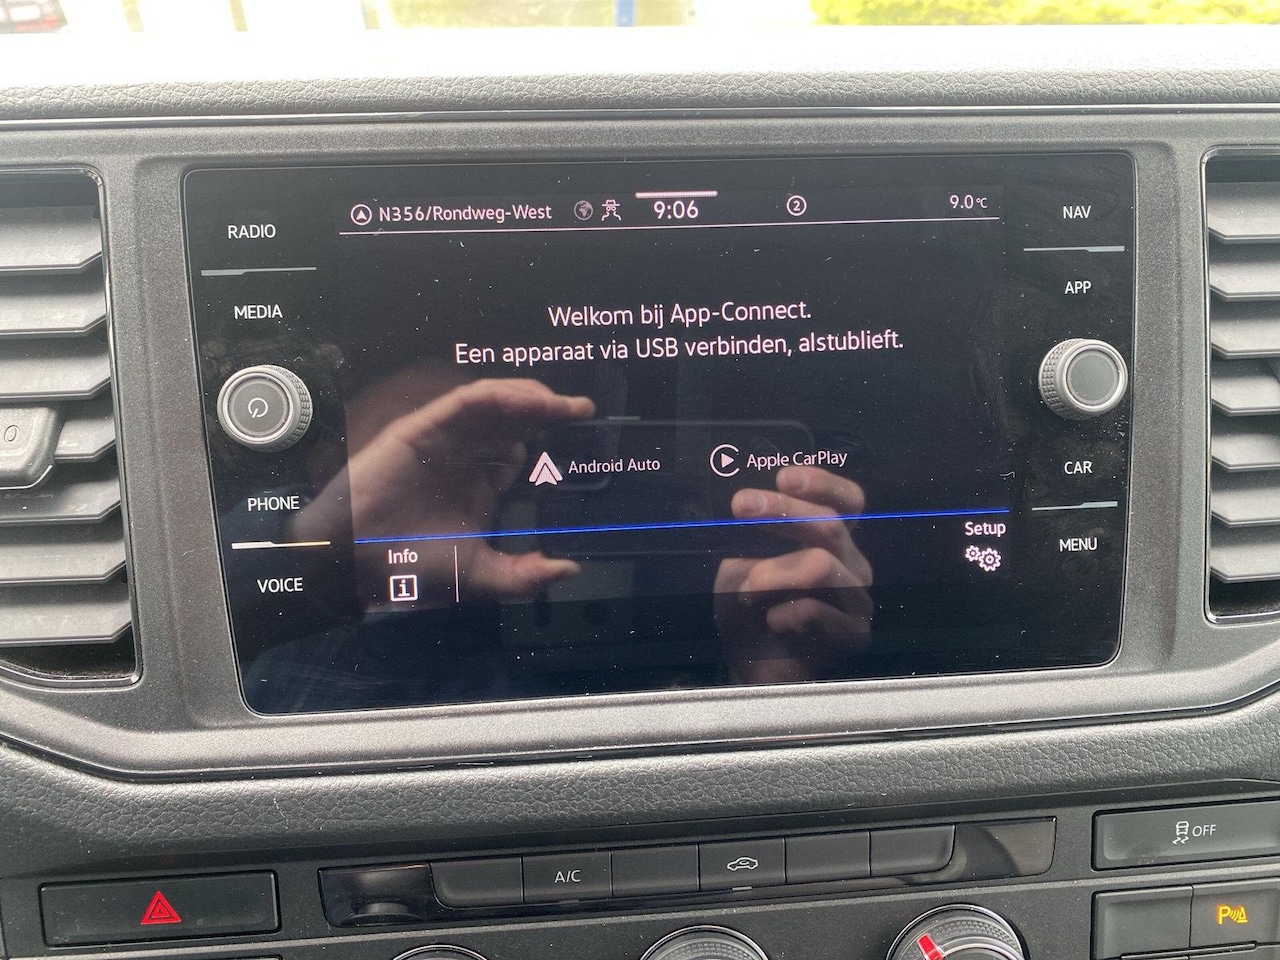 N356/Rondweg-West 9:06 2 9.0°C
RADIO
MEDIA
PHONE
VOICE
NAV
APP
CAR
MENU
Welkom bij App-Connect.
Een apparaat via USB verbinden, alstublieft.
Android Auto Apple CarPlay
Info
i
Setup
0
A/C
OFF
P